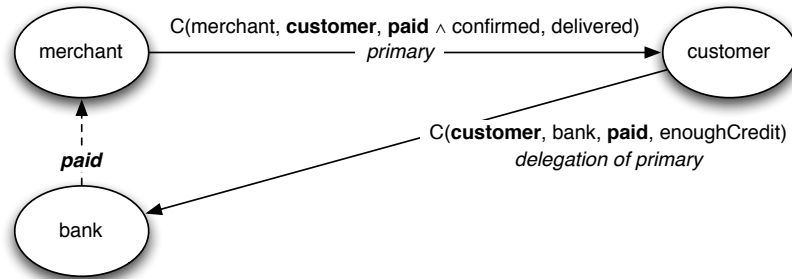 C(merchant, customer, paid ∧ confirmed, delivered)
merchant
primary
customer
C(customer, bank, paid, enoughCredit)
delegation of primary
paid
bank